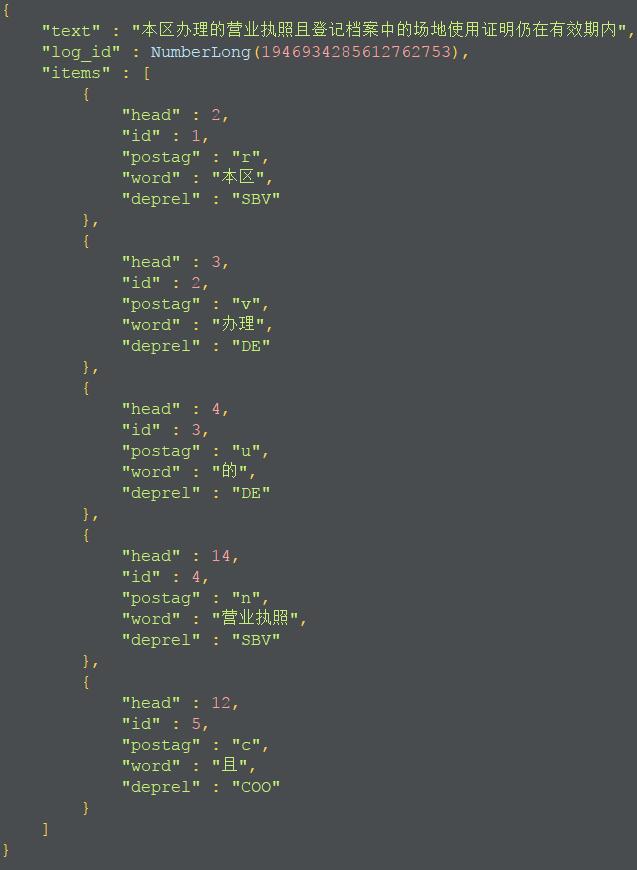 {
"text" : "本区办理的营业执照且登记档案中的场地使用证明仍在有效期内",
"log_id" : NumberLong(1946934285612762753),
"items" : [
{
"head" : 2,
"id" : 1,
"postag" : "r",
"word" : "本区",
"deprel" : "SBV"
},
{
"head" : 3,
"id" : 2,
"postag" : "v",
"word" : "办理",
"deprel" : "DE"
},
{
"head" : 4,
"id" : 3,
"postag" : "u",
"word" : "的",
"deprel" : "DE"
},
{
"head" : 14,
"id" : 4,
"postag" : "n",
"word" : "营业执照",
"deprel" : "SBV"
},
{
"head" : 12,
"id" : 5,
"postag" : "c",
"word" : "且",
"deprel" : "COO"
}
]
}